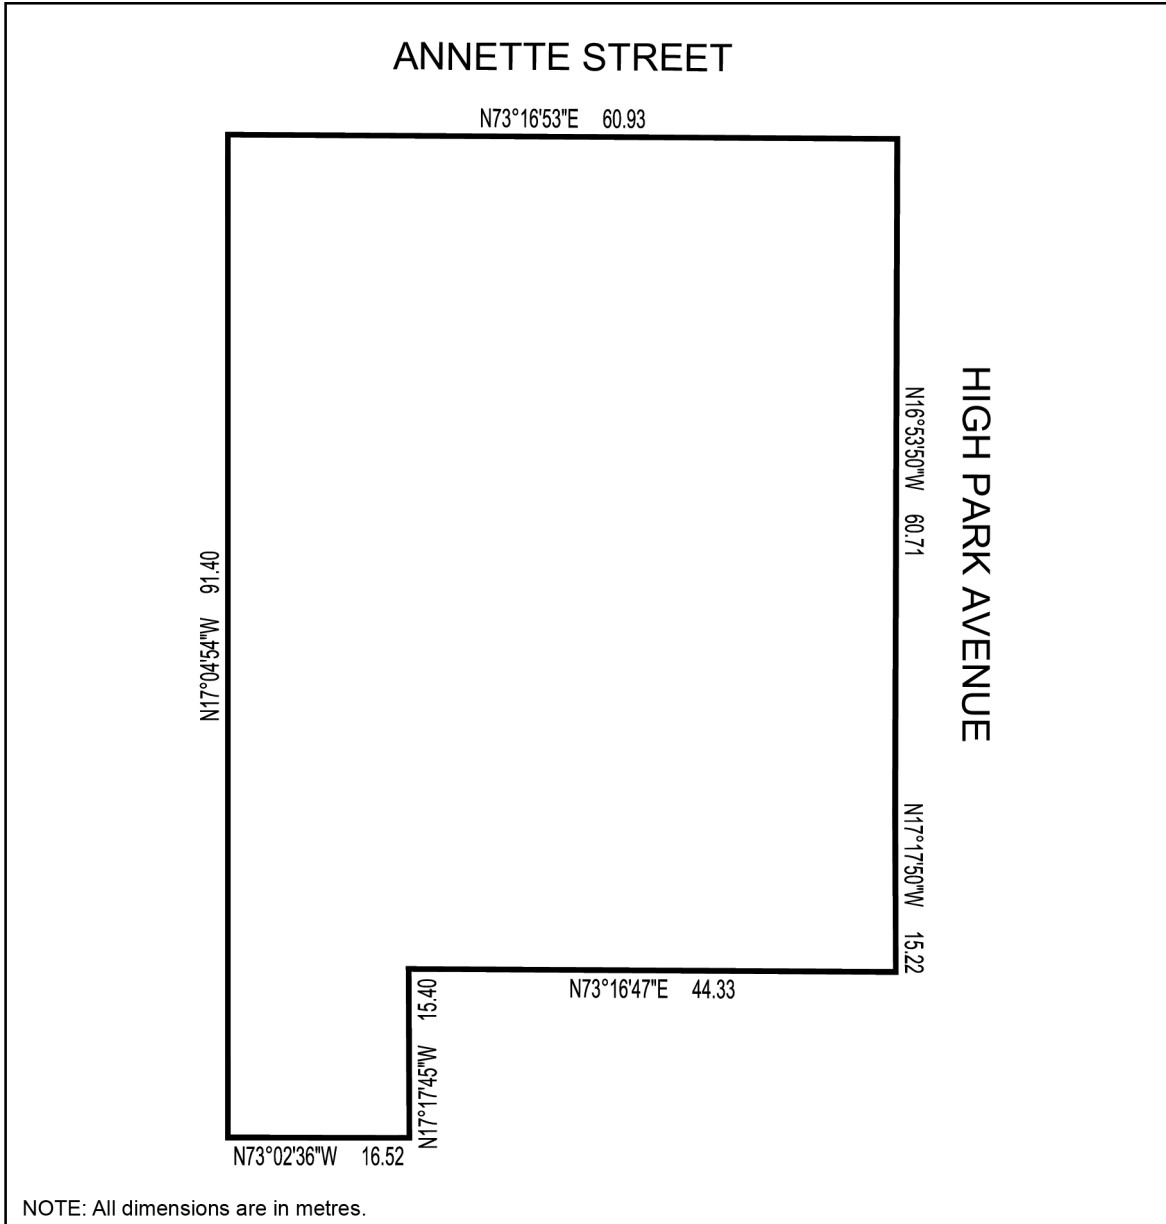 ANNETTE STREET
N73°16'53"E 60.93
N16°53'50"W 60.71
HIGH PARK AVENUE
N17°04'54"W 91.40
N17°17'50"W 15.22
N73°16'47"E 44.33
N17°17'45"W 15.40
N73°02'36"W 16.52
NOTE: All dimensions are in metres.